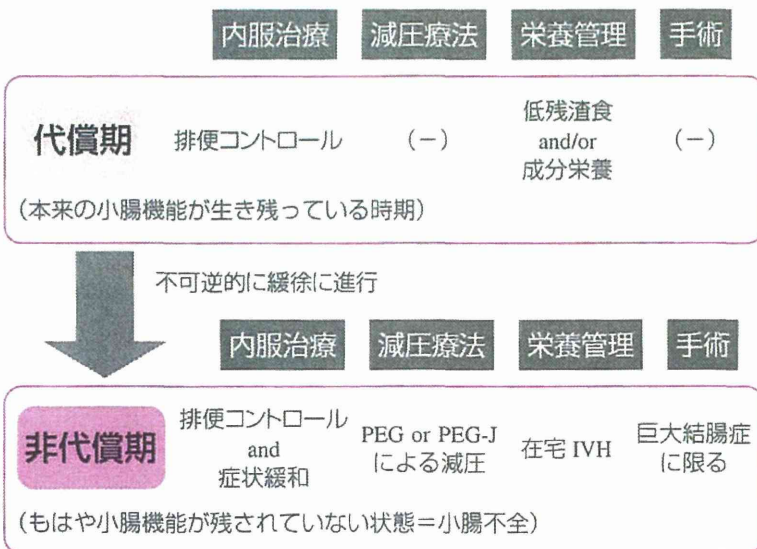 内服治療 減圧療法 栄養管理 手術
代償期 排便コントロール （−） 低残渣食 and/or 成分栄養 （−）
（本来の小腸機能が生き残っている時期）
不可逆的に緩徐に進行
内服治療 減圧療法 栄養管理 手術
非代償期 排便コントロール and 症状緩和 PEG or PEG-J による減圧 在宅 IVH 巨大結腸症 に限る
（もはや小腸機能が残されていない状態＝小腸不全）